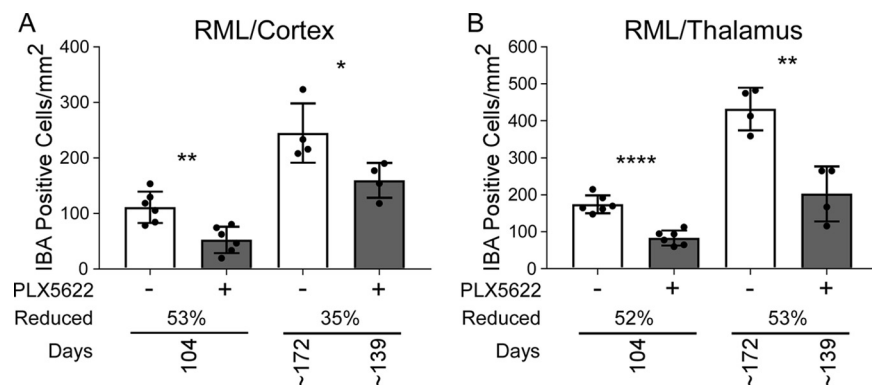 A
RML/Cortex
IBA Positive Cells/mm2
400
300
200
100
0
**
*
PLX5622 - + - +
Reduced 53% 35%
Days 104 ~172 ~139
B
RML/Thalamus
IBA Positive Cells/mm2
600
500
400
300
200
100
0
****
**
PLX5622 - + - +
Reduced 52% 53%
Days 104 ~172 ~139